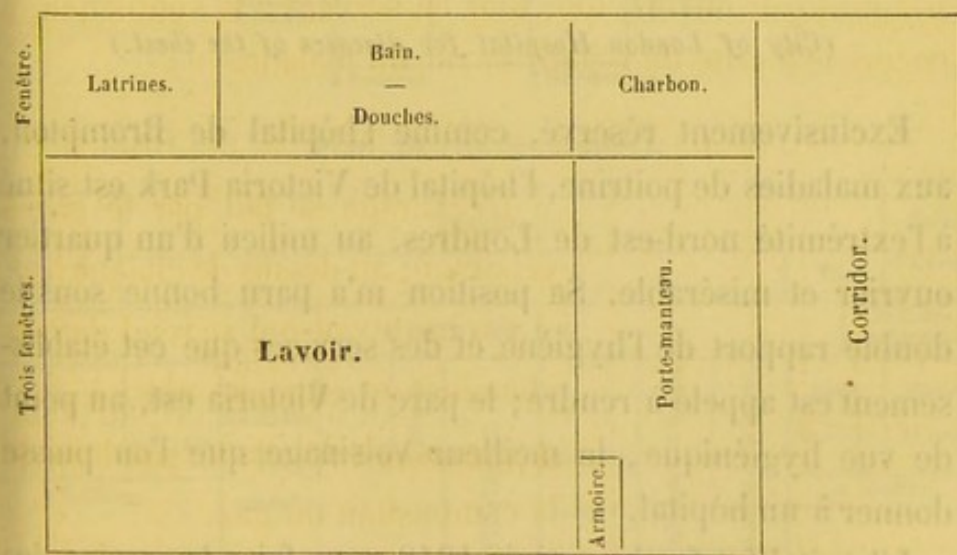 Fenêtre.
Latrines.
Bain.
—
Douches.
Charbon.
Trois fenêtres.
Lavoir.
Porte-manteau.
Armoire.
Corridor.